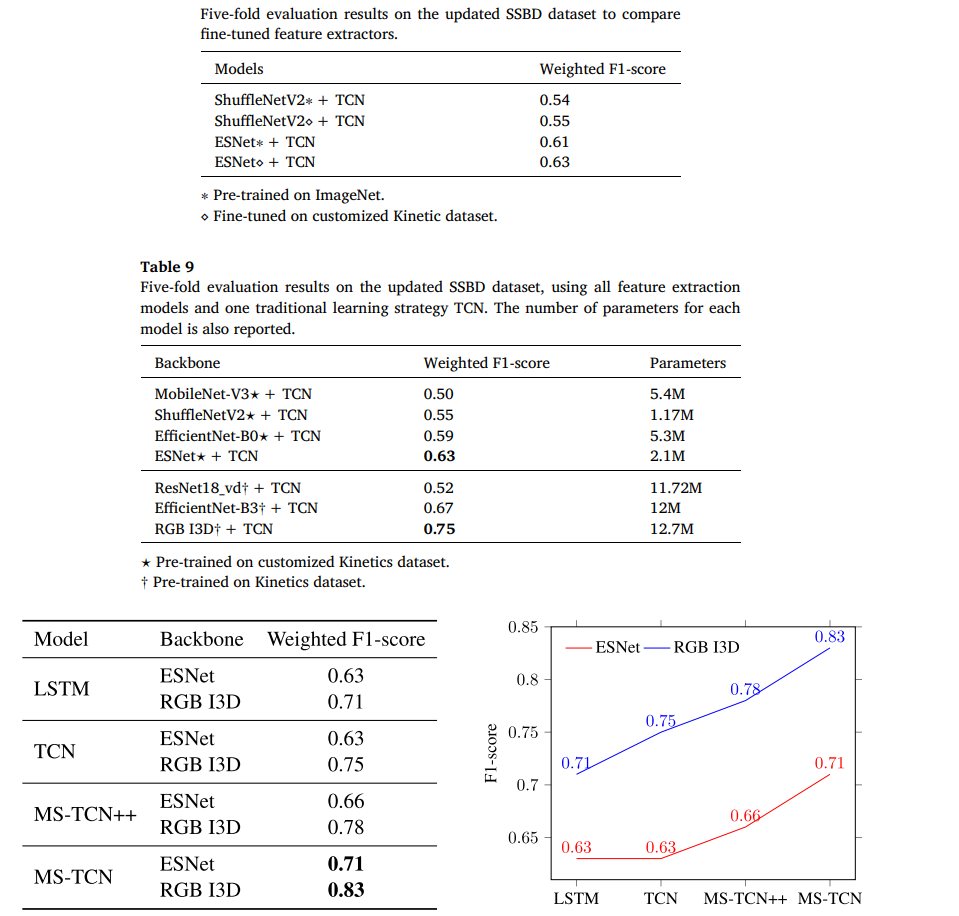 Five-fold evaluation results on the updated SSBD dataset to compare
fine-tuned feature extractors.
Models Weighted F1-score
ShuffleNetV2∗ + TCN 0.54
ShuffleNetV2⋄ + TCN 0.55
ESNet∗ + TCN 0.61
ESNet⋄ + TCN 0.63
∗ Pre-trained on ImageNet.
⋄ Fine-tuned on customized Kinetic dataset.
Table 9
Five-fold evaluation results on the updated SSBD dataset, using all feature extraction
models and one traditional learning strategy TCN. The number of parameters for each
model is also reported.
Backbone Weighted F1-score Parameters
MobileNet-V3⋆ + TCN 0.50 5.4M
ShuffleNetV2⋆ + TCN 0.55 1.17M
EfficientNet-B0⋆ + TCN 0.59 5.3M
ESNet⋆ + TCN 0.63 2.1M
ResNet18_vd† + TCN 0.52 11.72M
EfficientNet-B3† + TCN 0.67 12M
RGB I3D† + TCN 0.75 12.7M
⋆ Pre-trained on customized Kinetics dataset.
† Pre-trained on Kinetics dataset.
Model Backbone Weighted F1-score
LSTM
ESNet 0.63
RGB I3D 0.71
TCN
ESNet 0.63
RGB I3D 0.75
MS-TCN++
ESNet 0.66
RGB I3D 0.78
MS-TCN
ESNet 0.71
RGB I3D 0.83
F1-score
0.85
0.8
0.75
0.7
0.65
ESNet RGB I3D
0.71
0.75
0.78
0.83
0.63
0.63
0.66
0.71
LSTM TCN MS-TCN++ MS-TCN